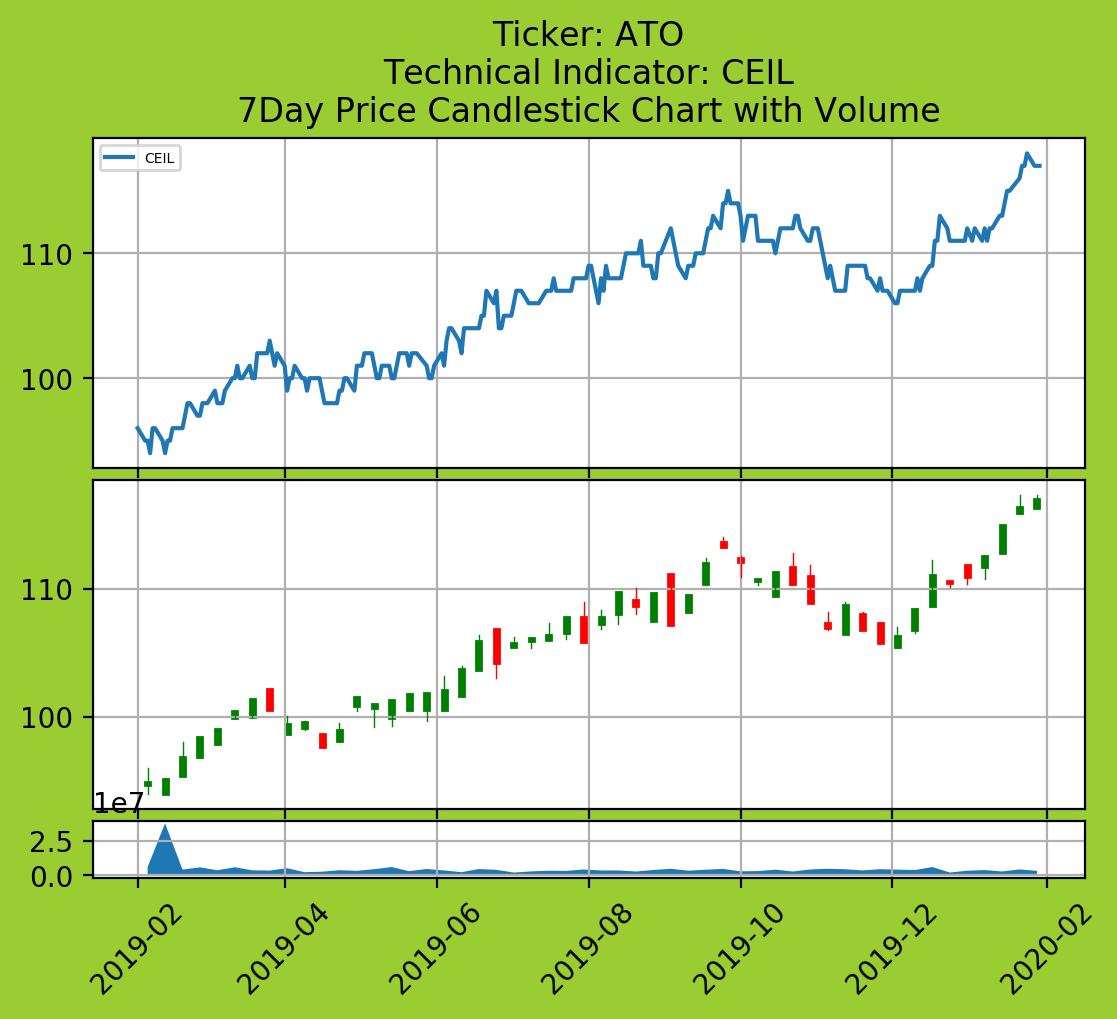 Ticker: ATO
Technical Indicator: CEIL
7Day Price Candlestick Chart with Volume
CEIL
110
100
110
100
1e7
2.5
0.0
2019-02
2019-04
2019-06
2019-08
2019-10
2019-12
2020-02